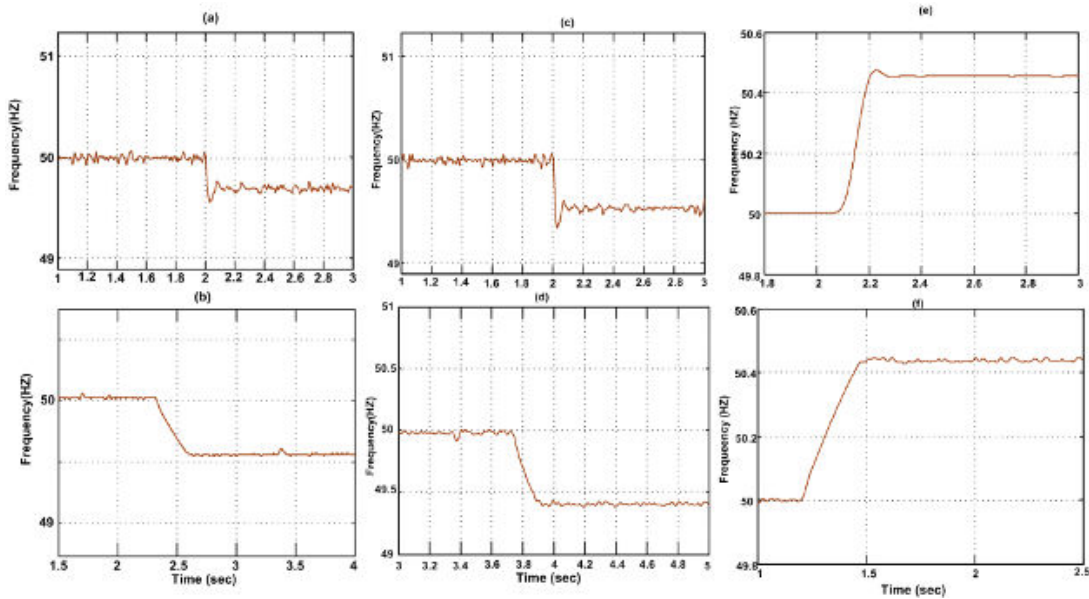 (a)
Frequency(HZ)
51
50
49
1 1.2 1.4 1.6 1.8 2 2.2 2.4 2.6 2.8 3
(c)
Frequency(HZ)
51
50
49
1 1.2 1.4 1.6 1.8 2 2.2 2.4 2.6 2.8 3
(e)
Frequeency (HZ)
50.6
50.4
50.2
50
49.8
1.8 2 2.2 2.4 2.6 2.8 3
(b)
Frequency(HZ)
50
49
1.5 2 2.5 3 3.5 4
Time (sec)
(d)
Frequency(HZ)
51
50.5
50
49.4
49
3 3.2 3.4 3.6 3.8 4 4.2 4.4 4.6 4.8 5
Time (sec)
(f)
Frequeency (HZ)
50.6
50.4
50.2
50
49.8
1 1.5 2 2.5
Time (sec)